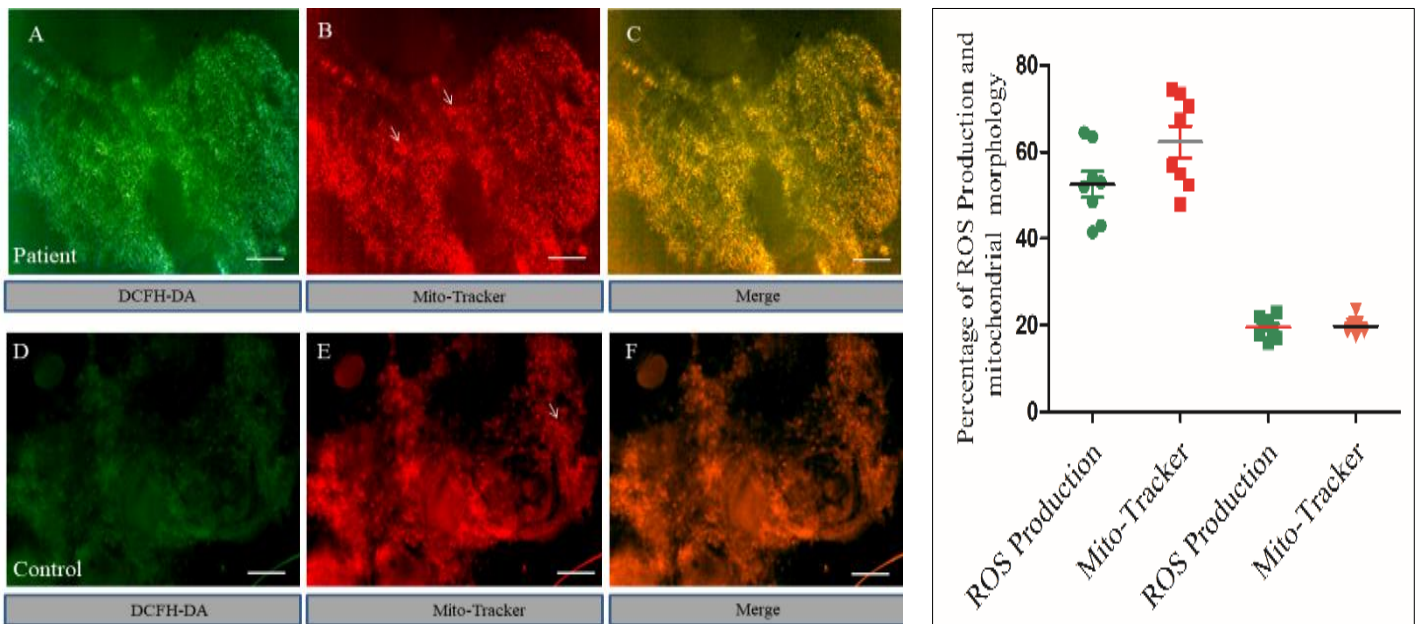 A
B
C
Patient
DCFH-DA
Mito-Tracker
Merge
D
E
F
Control
DCFH-DA
Mito-Tracker
Merge
Percentage of ROS Production and
mitochondrial morphology
80
60
40
20
0
ROS Production
Mito-Tracker
ROS Production
Mito-Tracker